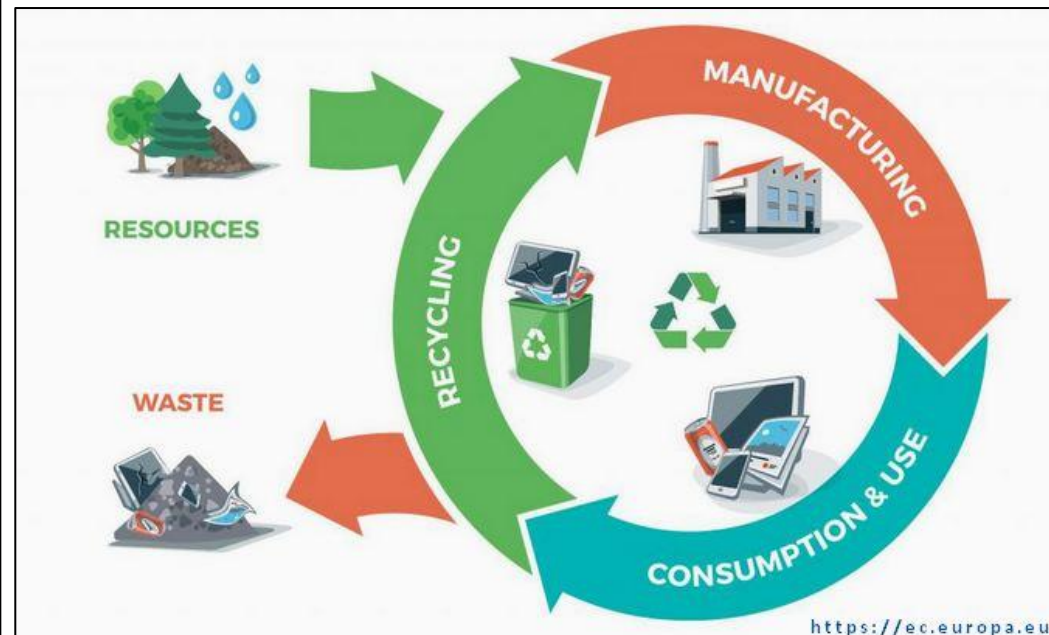 RESOURCES
MANUFACTURING
RECYCLING
WASTE
CONSUMPTION & USE
https://ec.europa.eu